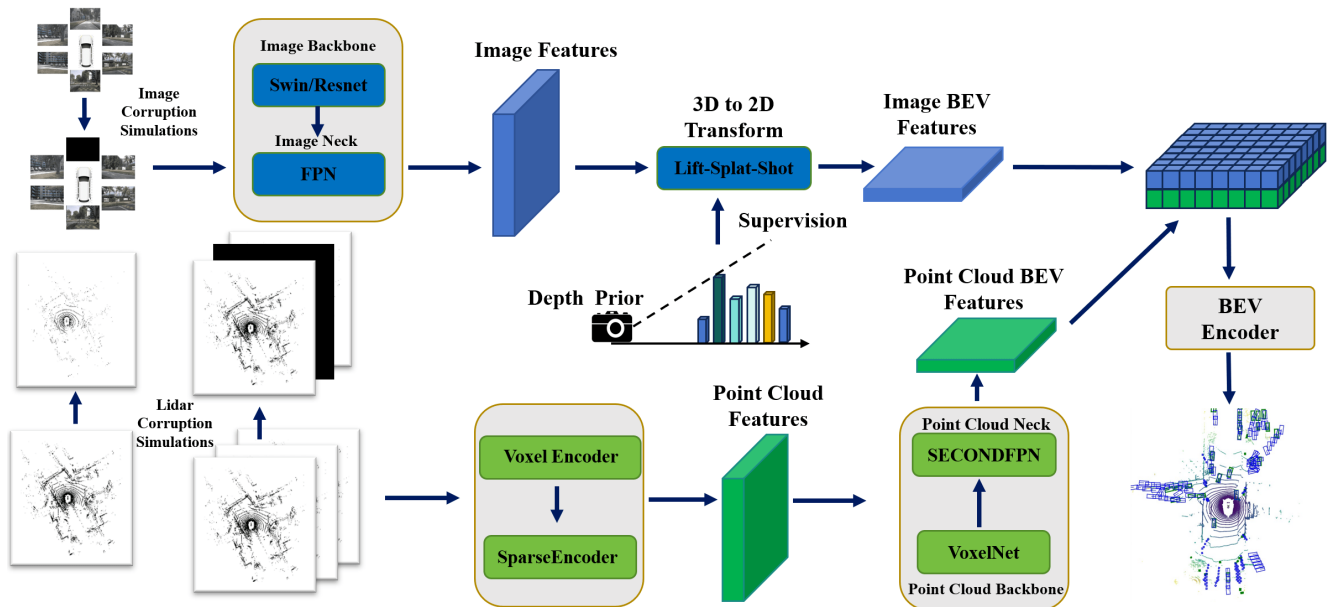 Image
Corruption
Simulations
Image Backbone
Swin/Resnet
Image Neck
FPN
Image Features
3D to 2D
Transform
Lift-Splat-Shot
Image BEV
Features
Supervision
Depth Prior
Point Cloud BEV
Features
BEV
Encoder
Lidar
Corruption
Simulations
Voxel Encoder
SparseEncoder
Point Cloud
Features
Point Cloud Neck
SECONDFPN
VoxelNet
Point Cloud Backbone